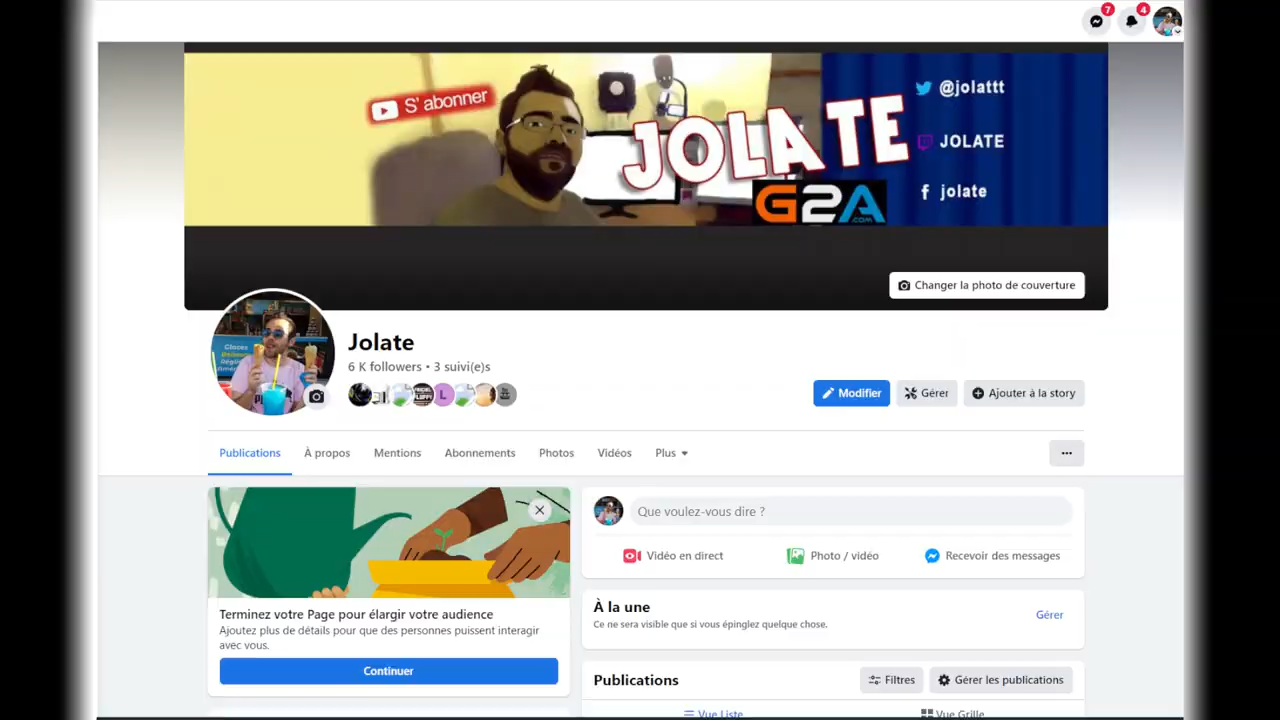 7
4
S'abonner
JOLATE
G2A
.COM
@jolattt
JOLATE
jolate
Changer la photo de couverture
Jolate
6 K followers • 3 suivi(e)s
L
Modifier
Gérer
Ajouter à la story
Publications
À propos
Mentions
Abonnements
Photos
Vidéos
Plus
Terminez votre Page pour élargir votre audience
Ajoutez plus de détails pour que des personnes puissent interagir
avec vous.
Continuer
Que voulez-vous dire ?
Vidéo en direct
Photo / vidéo
Recevoir des messages
À la une
Gérer
Ce ne sera visible que si vous épinglez quelque chose.
Publications
Filtres
Gérer les publications
Vue Liste
Vue Grille